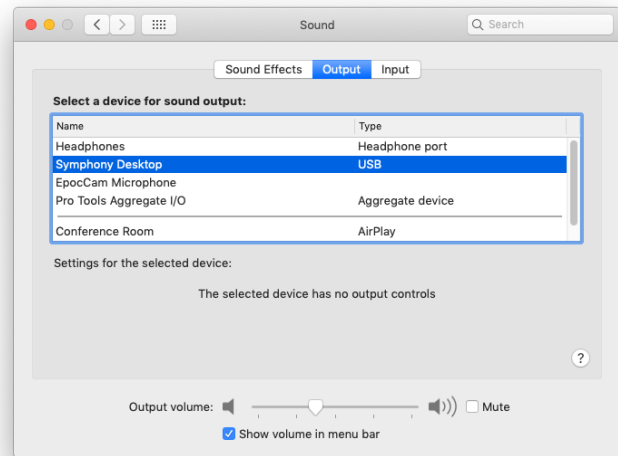 Sound
Search
Sound Effects Output Input
Select a device for sound output:
Name Type
Headphones Headphone port
Symphony Desktop USB
EpocCam Microphone
Pro Tools Aggregate I/O Aggregate device
Conference Room AirPlay
Settings for the selected device:
The selected device has no output controls
?
Output volume: Mute
Show volume in menu bar